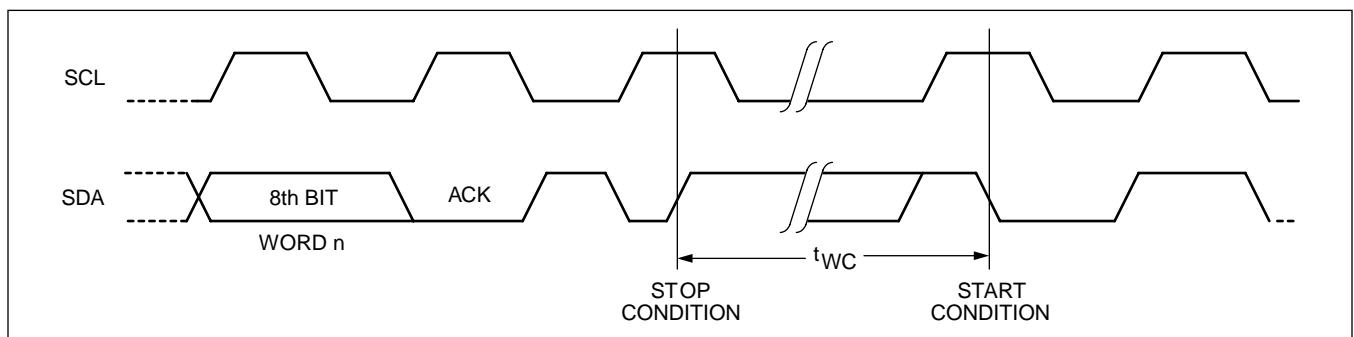 SCL
SDA
8th BIT
ACK
WORD n
tWC
STOP
CONDITION
START
CONDITION